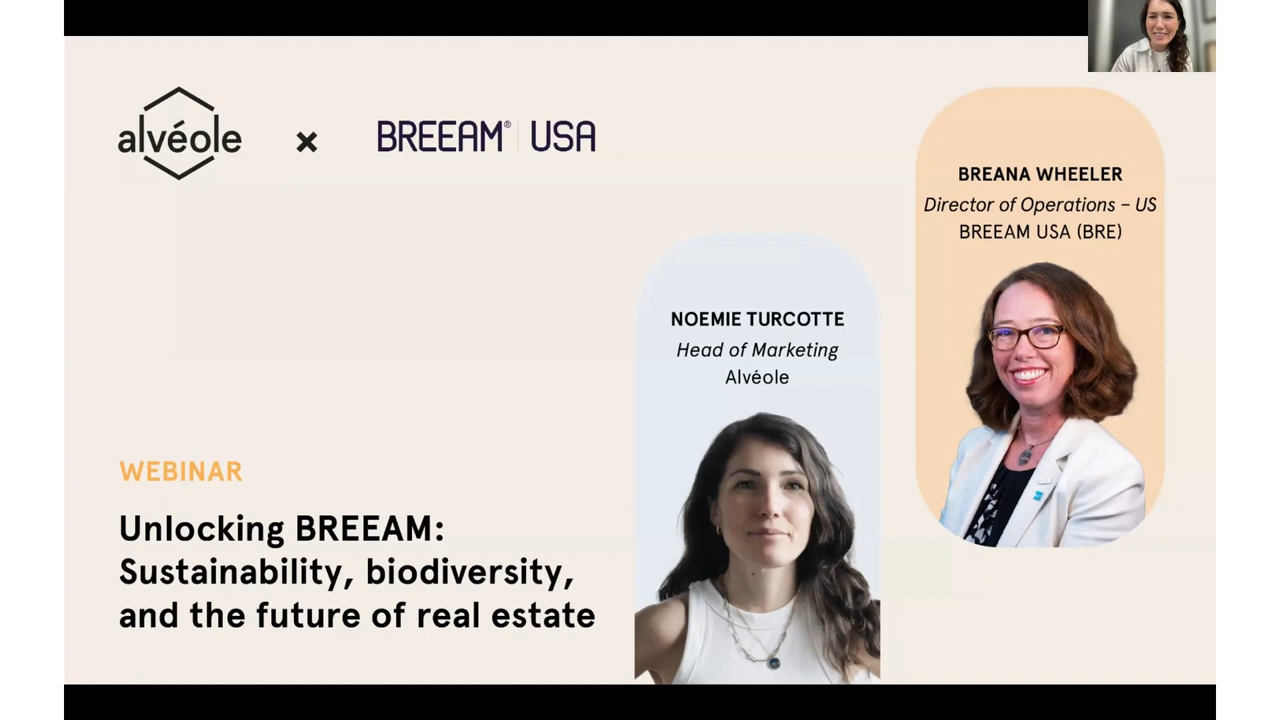 alvéole
×
BREEAM® | USA
BREANA WHEELER
Director of Operations – US
BREEAM USA (BRE)
NOEMIE TURCOTTE
Head of Marketing
Alvéole
WEBINAR
Unlocking BREEAM:
Sustainability, biodiversity,
and the future of real estate